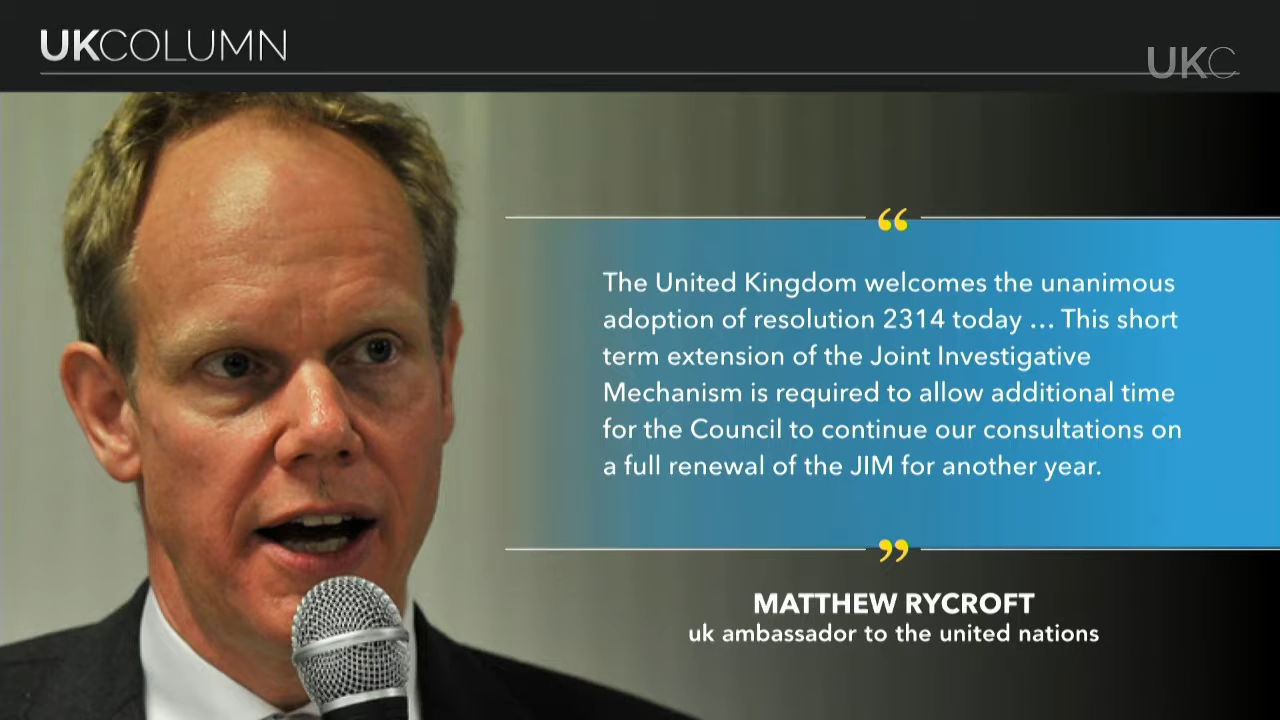 UKCOLUMN
UKC
“
The United Kingdom welcomes the unanimous
adoption of resolution 2314 today ... This short
term extension of the Joint Investigative
Mechanism is required to allow additional time
for the Council to continue our consultations on
a full renewal of the JIM for another year.
”
MATTHEW RYCROFT
uk ambassador to the united nations